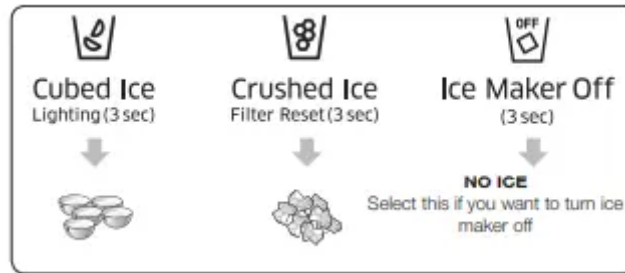 Cubed Ice
Lighting (3 sec)
Crushed Ice
Filter Reset (3 sec)
OFF
Ice Maker Off
(3 sec)
NO ICE
Select this if you want to turn ice
maker off